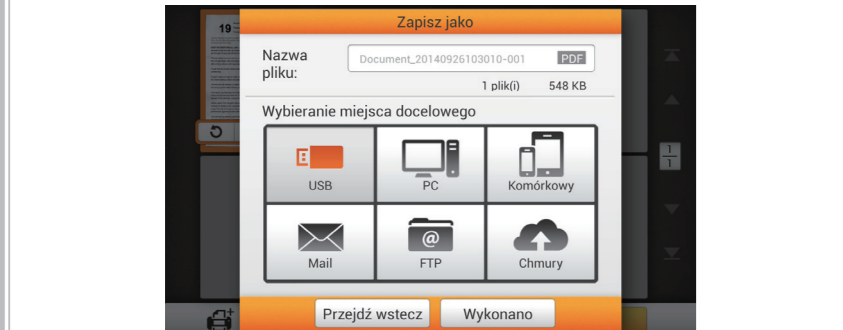 Zapisz jako
19
Nazwa pliku:
Document_20140926103010-001 PDF
1 plik(i) 548 KB
Wybieranie miejsca docelowego
USB PC Komórkowy
Mail FTP Chmury
1
1
Przejdź wstecz Wykonano